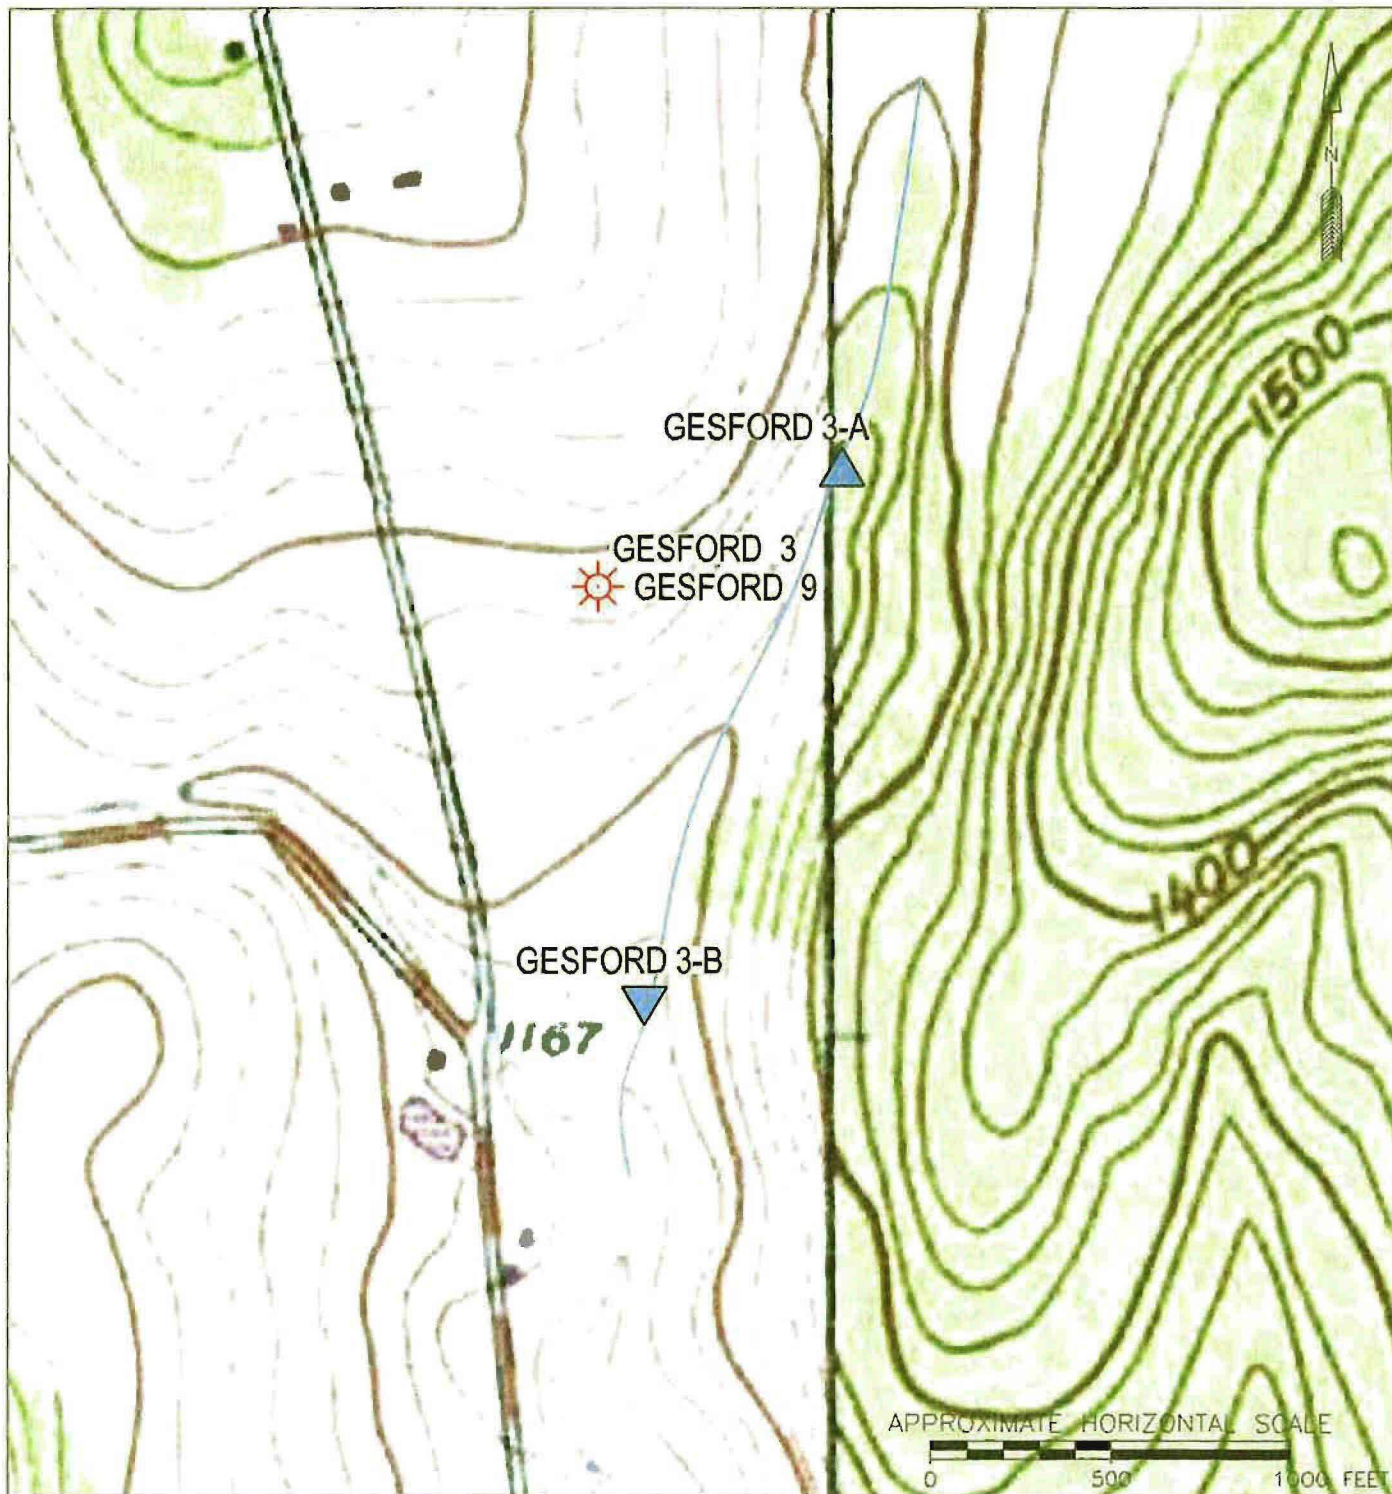 N
1500
GESFORD 3-A
GESFORD 3
GESFORD 9
1400
GESFORD 3-B
1167
APPROXIMATE HORIZONTAL SCALE
0 500 1000 FEET